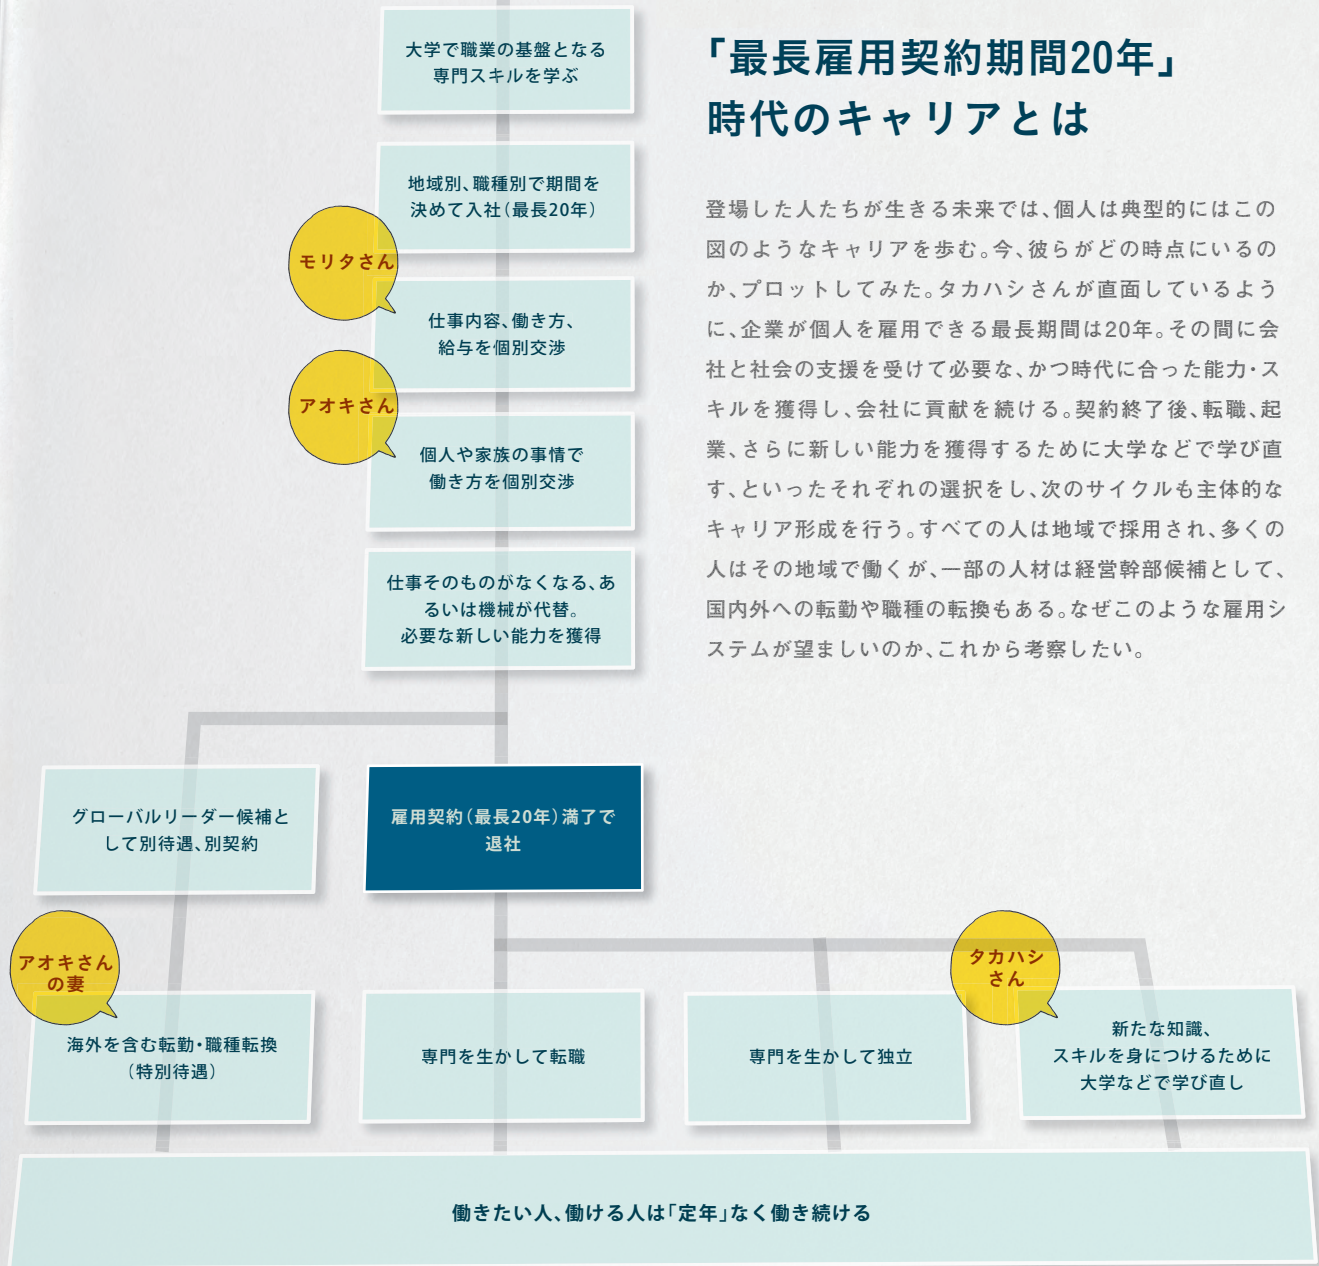 「最長雇用契約期間20年」
時代のキャリアとは
登場した人たちが生きる未来では、個人は典型的にはこの
図のようなキャリアを歩む。今、彼らがどの時点にいるの
か、プロットしてみた。タカハシさんが直面しているよう
に、企業が個人を雇用できる最長期間は20年。その間に会
社と社会の支援を受けて必要な、かつ時代に合った能力・ス
キルを獲得し、会社に貢献を続ける。契約終了後、転職、起
業、さらに新しい能力を獲得するために大学などで学び直
す、といったそれぞれの選択をし、次のサイクルも主体的な
キャリア形成を行う。すべての人は地域で採用され、多くの
人はその地域で働くが、一部の人材は経営幹部候補として、
国内外への転勤や職種の転換もある。なぜこのような雇用シ
ステムが望ましいのか、これから考察したい。
大学で職業の基盤となる
専門スキルを学ぶ
地域別、職種別で期間を
決めて入社（最長20年）
モリタさん
仕事内容、働き方、
給与を個別交渉
アオキさん
個人や家族の事情で
働き方を個別交渉
仕事そのものがなくなる、あ
るいは機械が代替。
必要な新しい能力を獲得
グローバルリーダー候補と
して別待遇、別契約
雇用契約（最長20年）満了で
退社
アオキさん
の妻
海外を含む転勤・職種転換
（特別待遇）
専門を生かして転職
専門を生かして独立
タカハシ
さん
新たな知識、
スキルを身につけるために
大学などで学び直し
働きたい人、働ける人は「定年」なく働き続ける